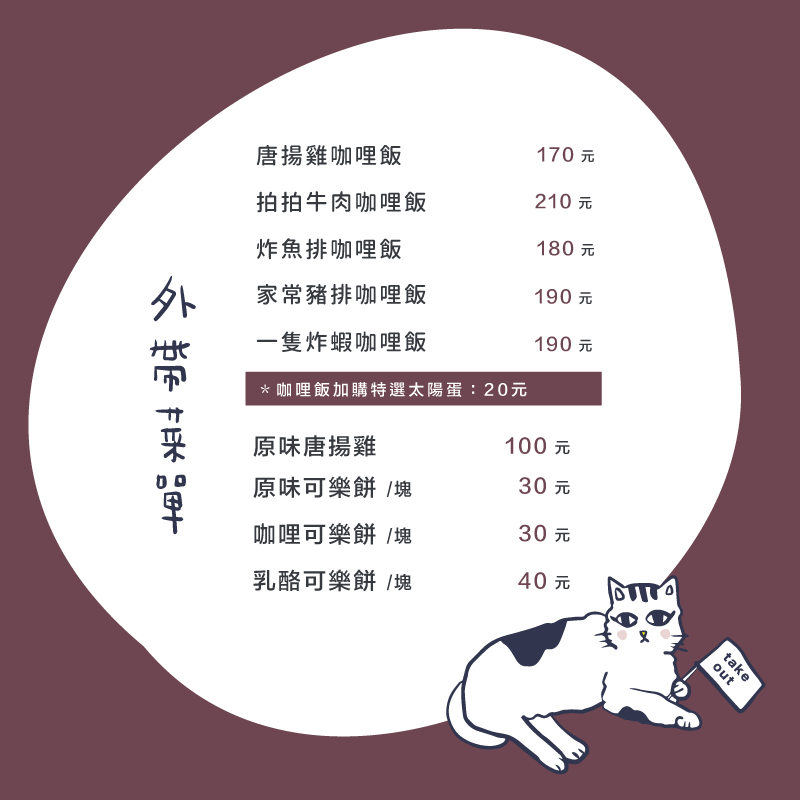 外帶菜單
唐揚雞咖哩飯 170 元
拍拍牛肉咖哩飯 210 元
炸魚排咖哩飯 180 元
家常豬排咖哩飯 190 元
一隻炸蝦咖哩飯 190 元
＊咖哩飯加購特選太陽蛋：20元
原味唐揚雞 100 元
原味可樂餅 /塊 30 元
咖哩可樂餅 /塊 30 元
乳酪可樂餅 /塊 40 元
take
out